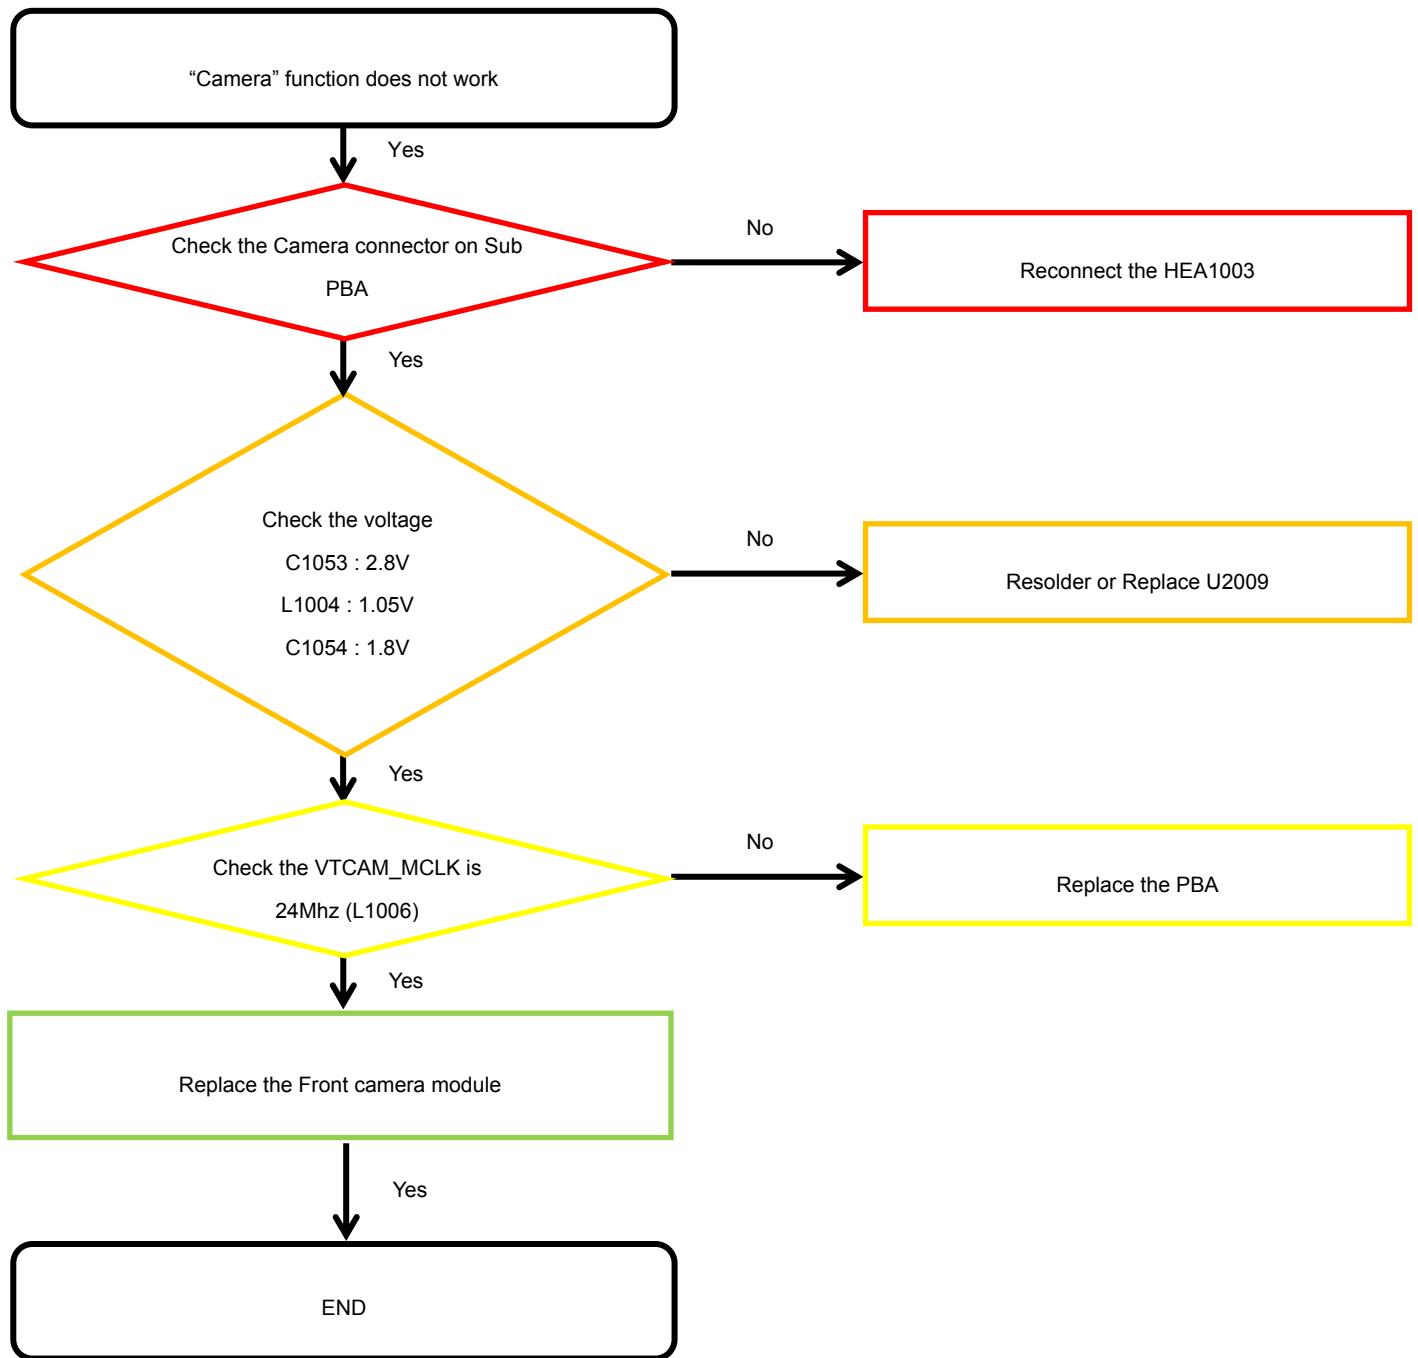 “Camera” function does not work
Yes
Check the Camera connector on Sub
PBA
No
Reconnect the HEA1003
Yes
Check the voltage
C1053 : 2.8V
L1004 : 1.05V
C1054 : 1.8V
No
Resolder or Replace U2009
Yes
Check the VTCAM_MCLK is
24Mhz (L1006)
No
Replace the PBA
Yes
Replace the Front camera module
Yes
END